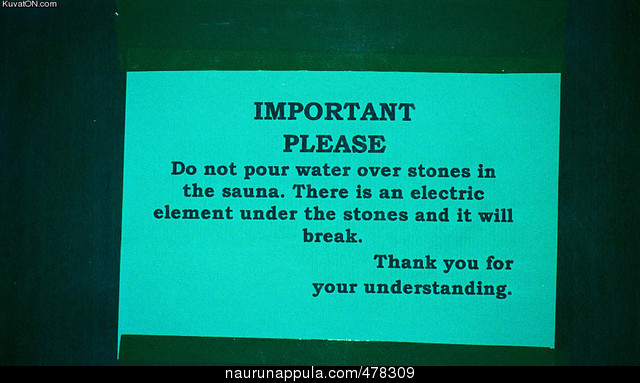 KuvatON.com
IMPORTANT
PLEASE
Do not pour water over stones in
the sauna. There is an electric
element under the stones and it will
break.
Thank you for
your understanding.
naurunappula.com/478309